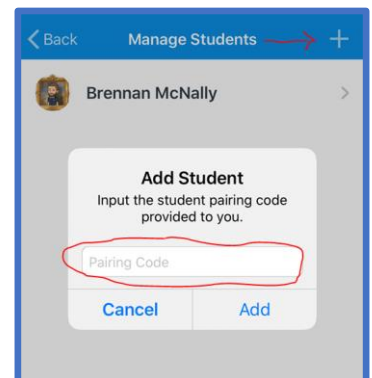 Back Manage Students +
Brennan McNally
Add Student
Input the student pairing code
provided to you.
Pairing Code
Cancel Add